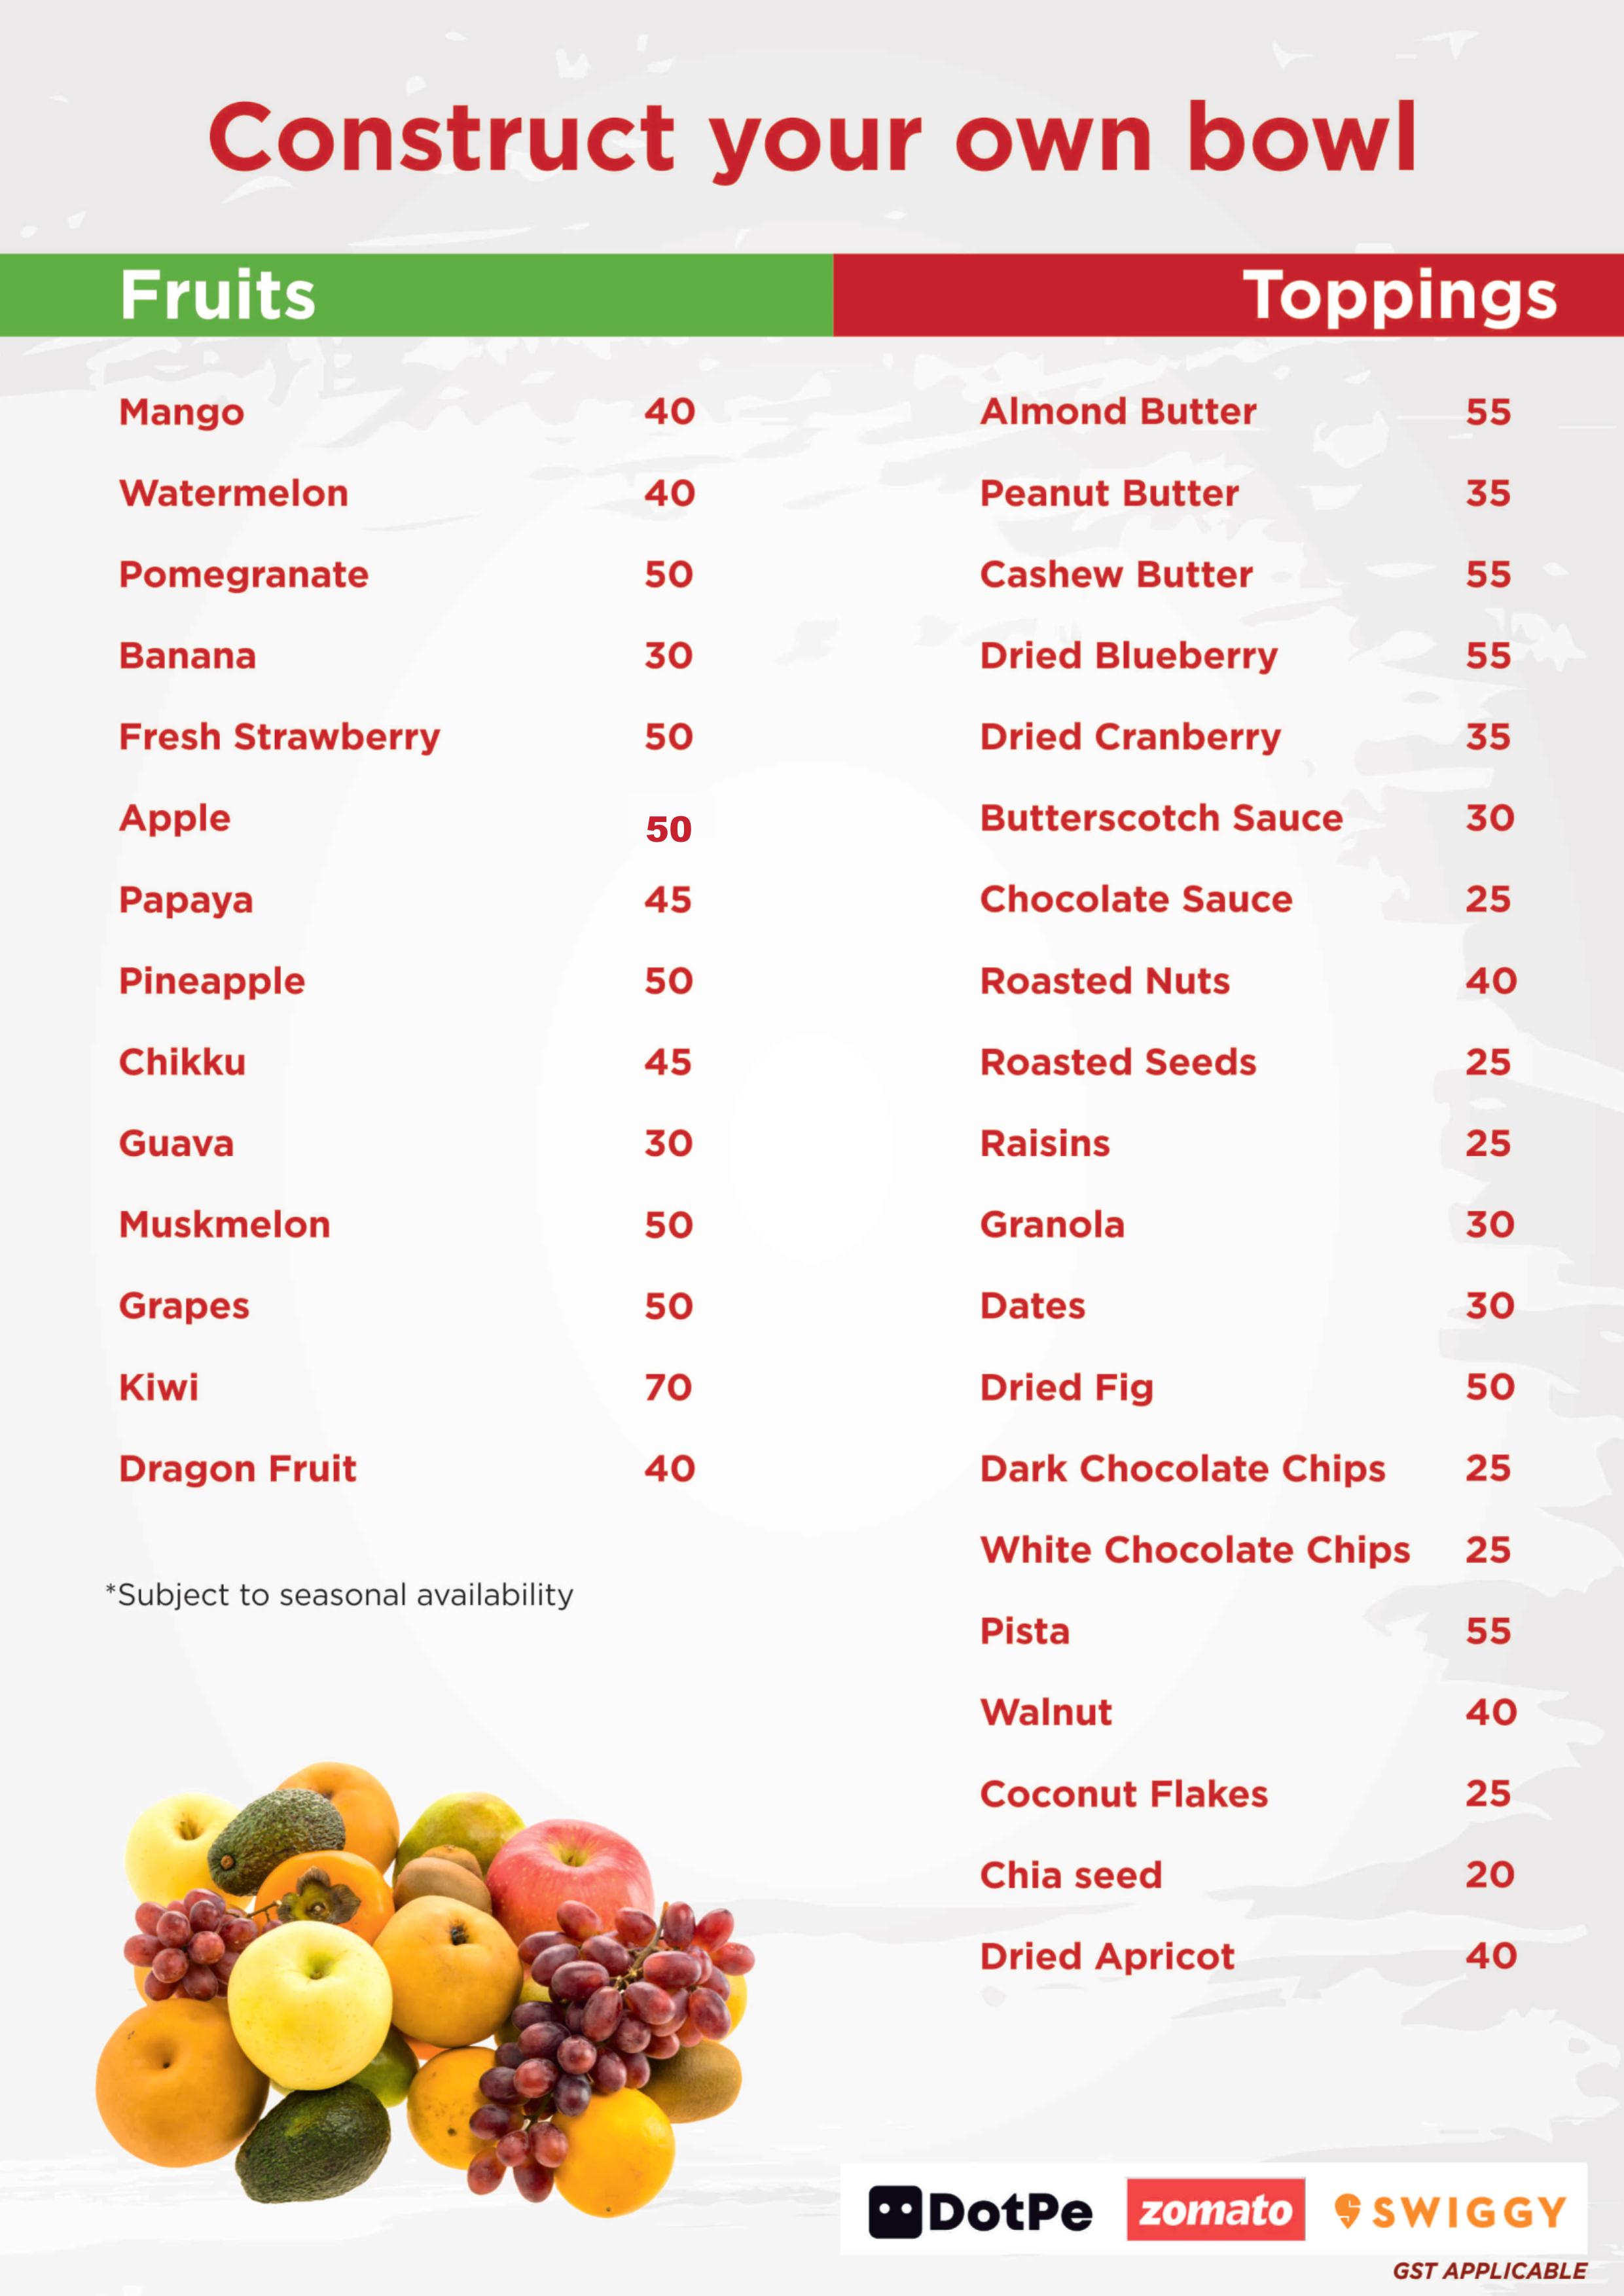 Construct your own bowl
Fruits
Mango 40
Watermelon 40
Pomegranate 50
Banana 30
Fresh Strawberry 50
Apple 50
Papaya 45
Pineapple 50
Chikku 45
Guava 30
Muskmelon 50
Grapes 50
Kiwi 70
Dragon Fruit 40
*Subject to seasonal availability
Toppings
Almond Butter 55
Peanut Butter 35
Cashew Butter 55
Dried Blueberry 55
Dried Cranberry 35
Butterscotch Sauce 30
Chocolate Sauce 25
Roasted Nuts 40
Roasted Seeds 25
Raisins 25
Granola 30
Dates 30
Dried Fig 50
Dark Chocolate Chips 25
White Chocolate Chips 25
Pista 55
Walnut 40
Coconut Flakes 25
Chia seed 20
Dried Apricot 40
DotPe zomato SWIGGY
GST APPLICABLE